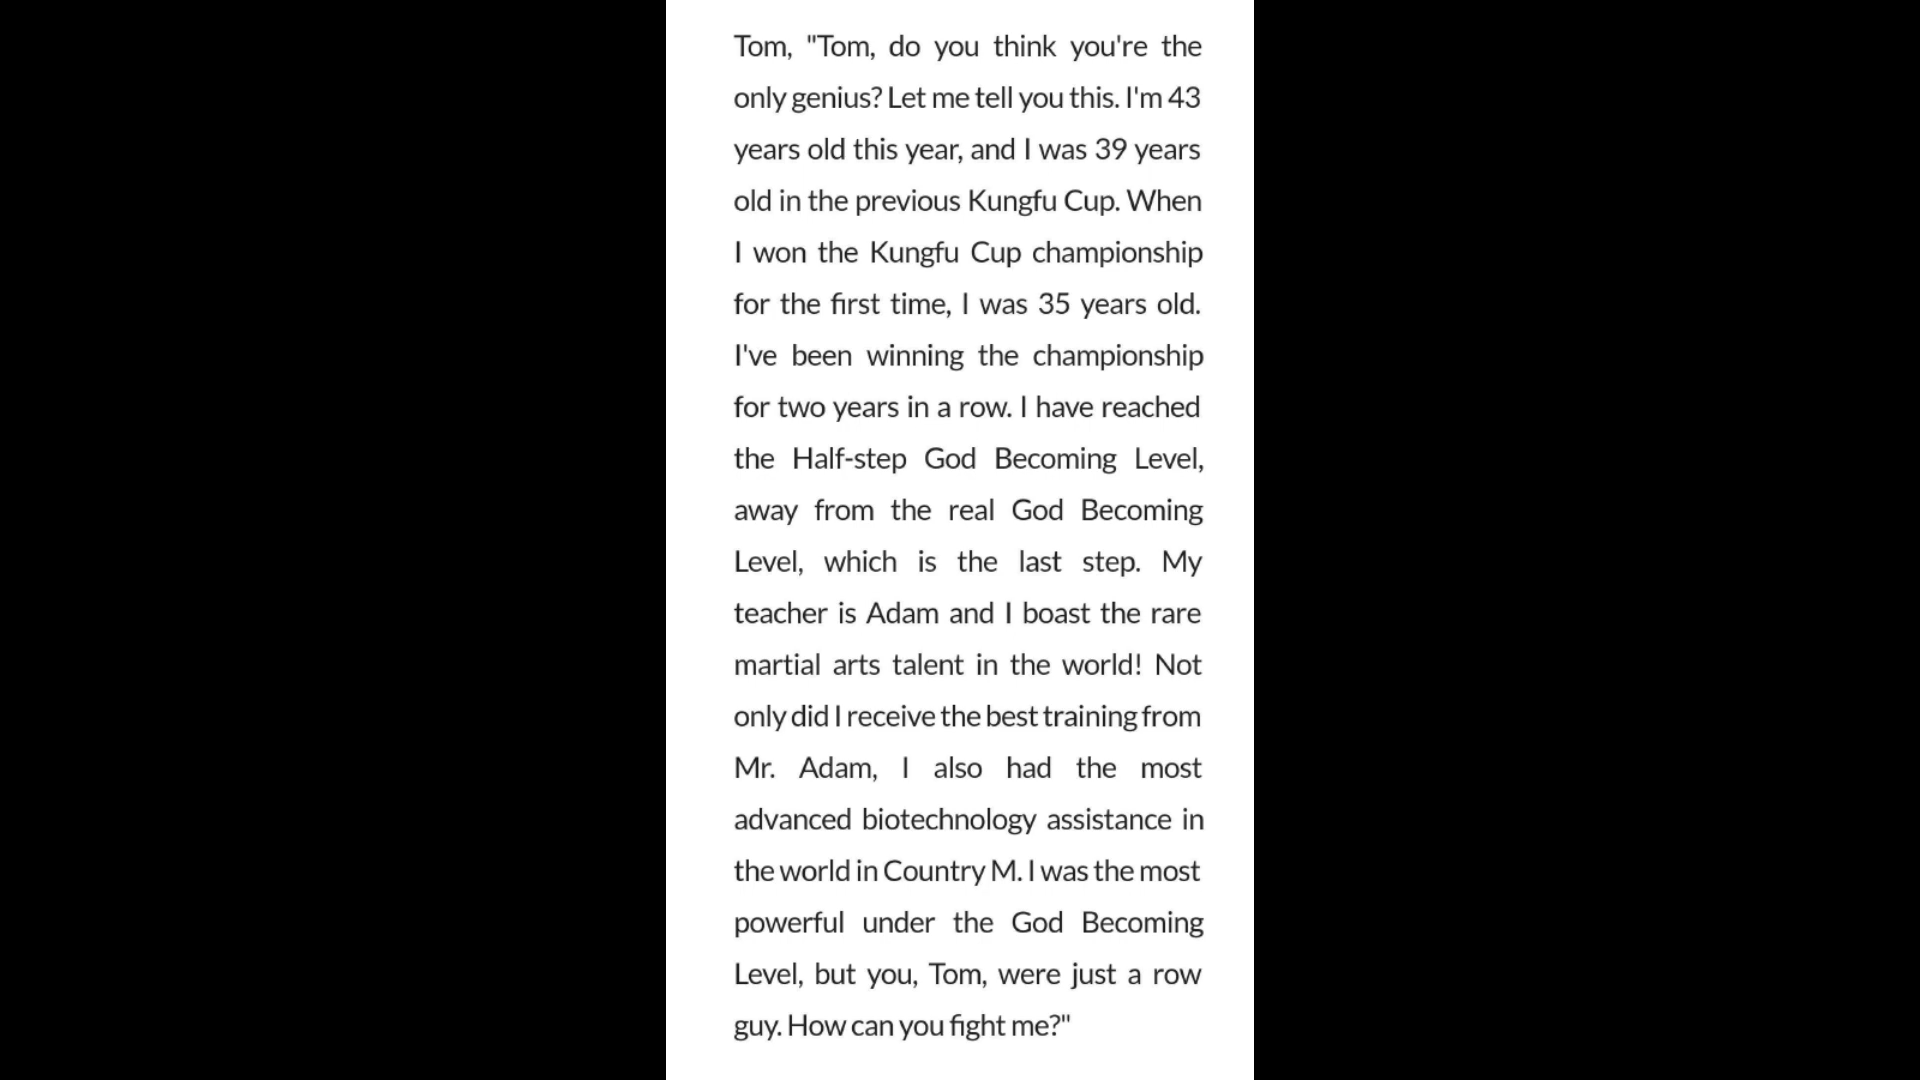 Tom, "Tom, do you think you're the
only genius? Let me tell you this. I'm 43
years old this year, and I was 39 years
old in the previous Kungfu Cup. When
I won the Kungfu Cup championship
for the first time, I was 35 years old.
I've been winning the championship
for two years in a row. I have reached
the Half-step God Becoming Level,
away from the real God Becoming
Level, which is the last step. My
teacher is Adam and I boast the rare
martial arts talent in the world! Not
only did I receive the best training from
Mr. Adam, I also had the most
advanced biotechnology assistance in
the world in Country M. I was the most
powerful under the God Becoming
Level, but you, Tom, were just a row
guy. How can you fight me?"